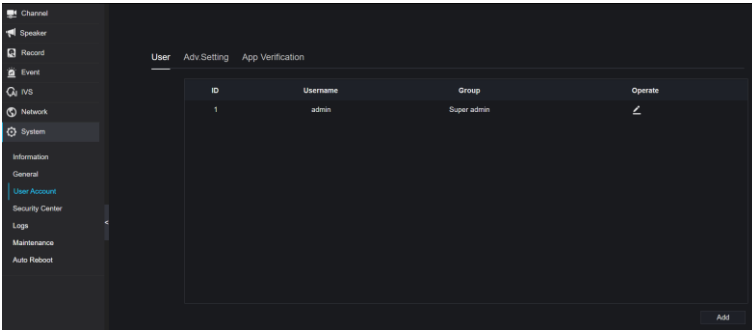 Channel
Speaker
Record
Event
IVS
Network
System
Information
General
User Account
Security Center
Logs
Maintenance
Auto Reboot
<
User Adv.Setting App Verification
ID Username Group Operate
1 admin Super admin
Add